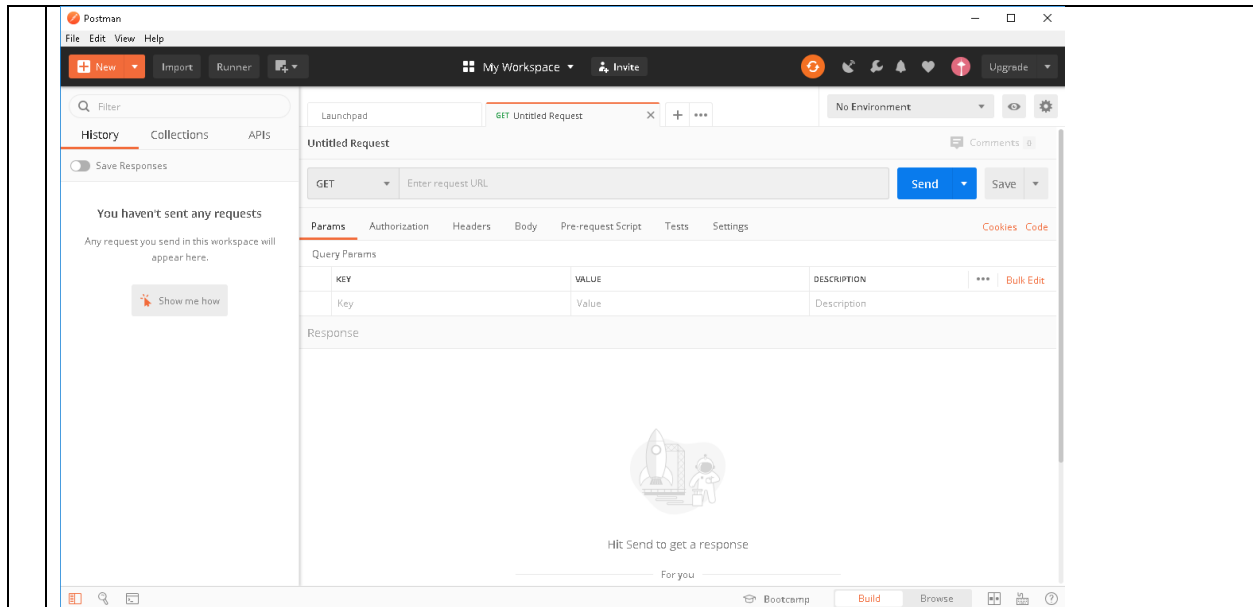 Postman
File Edit View Help
New Import Runner My Workspace Invite Upgrade
Filter
History Collections APIs
Save Responses
You haven't sent any requests
Any request you send in this workspace will
appear here.
Show me how
Launchpad GET Untitled Request No Environment
Untitled Request Comments 0
GET Enter request URL Send Save
Params Authorization Headers Body Pre-request Script Tests Settings Cookies Code
Query Params
KEY VALUE DESCRIPTION Bulk Edit
Key Value Description
Response
Hit Send to get a response
For you
Bootcamp Build Browse